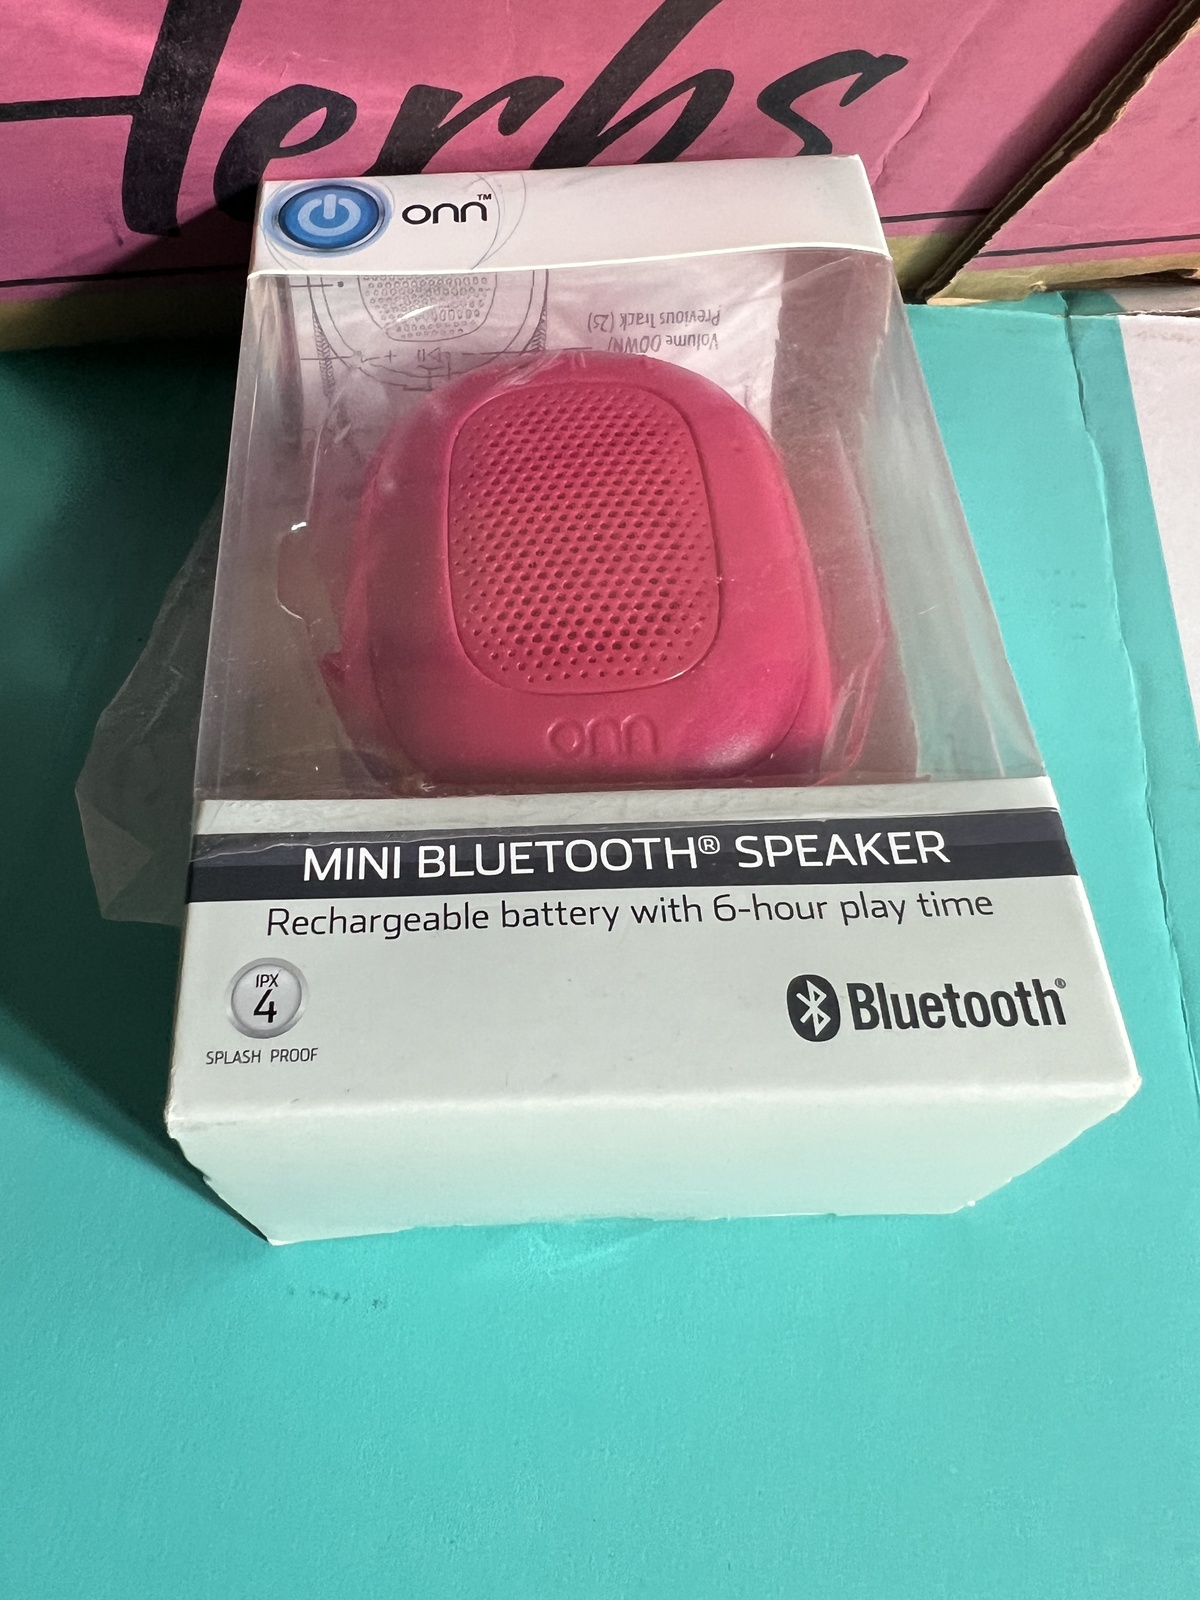 Herbs
onn™
Previous Track (2s)
Volume DOWN/
onn
MINI BLUETOOTH® SPEAKER
Rechargeable battery with 6-hour play time
IPX
4
SPLASH PROOF
Bluetooth®